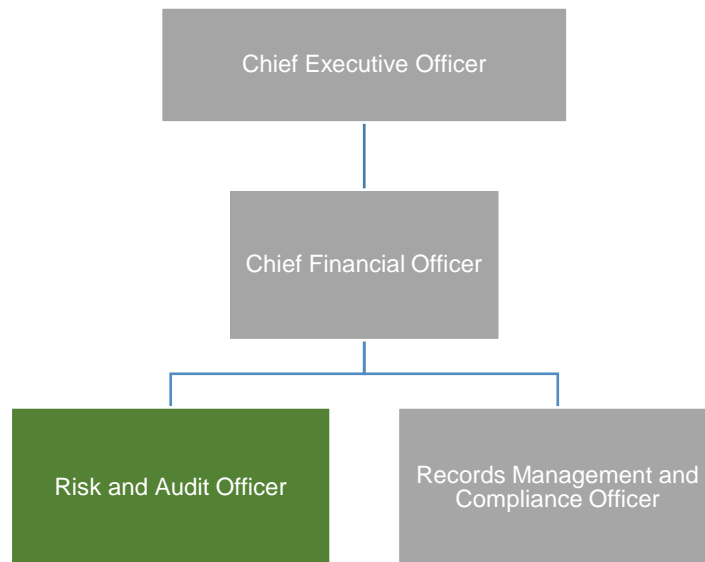 Chief Executive Officer
Chief Financial Officer
Risk and Audit Officer
Records Management and
Compliance Officer